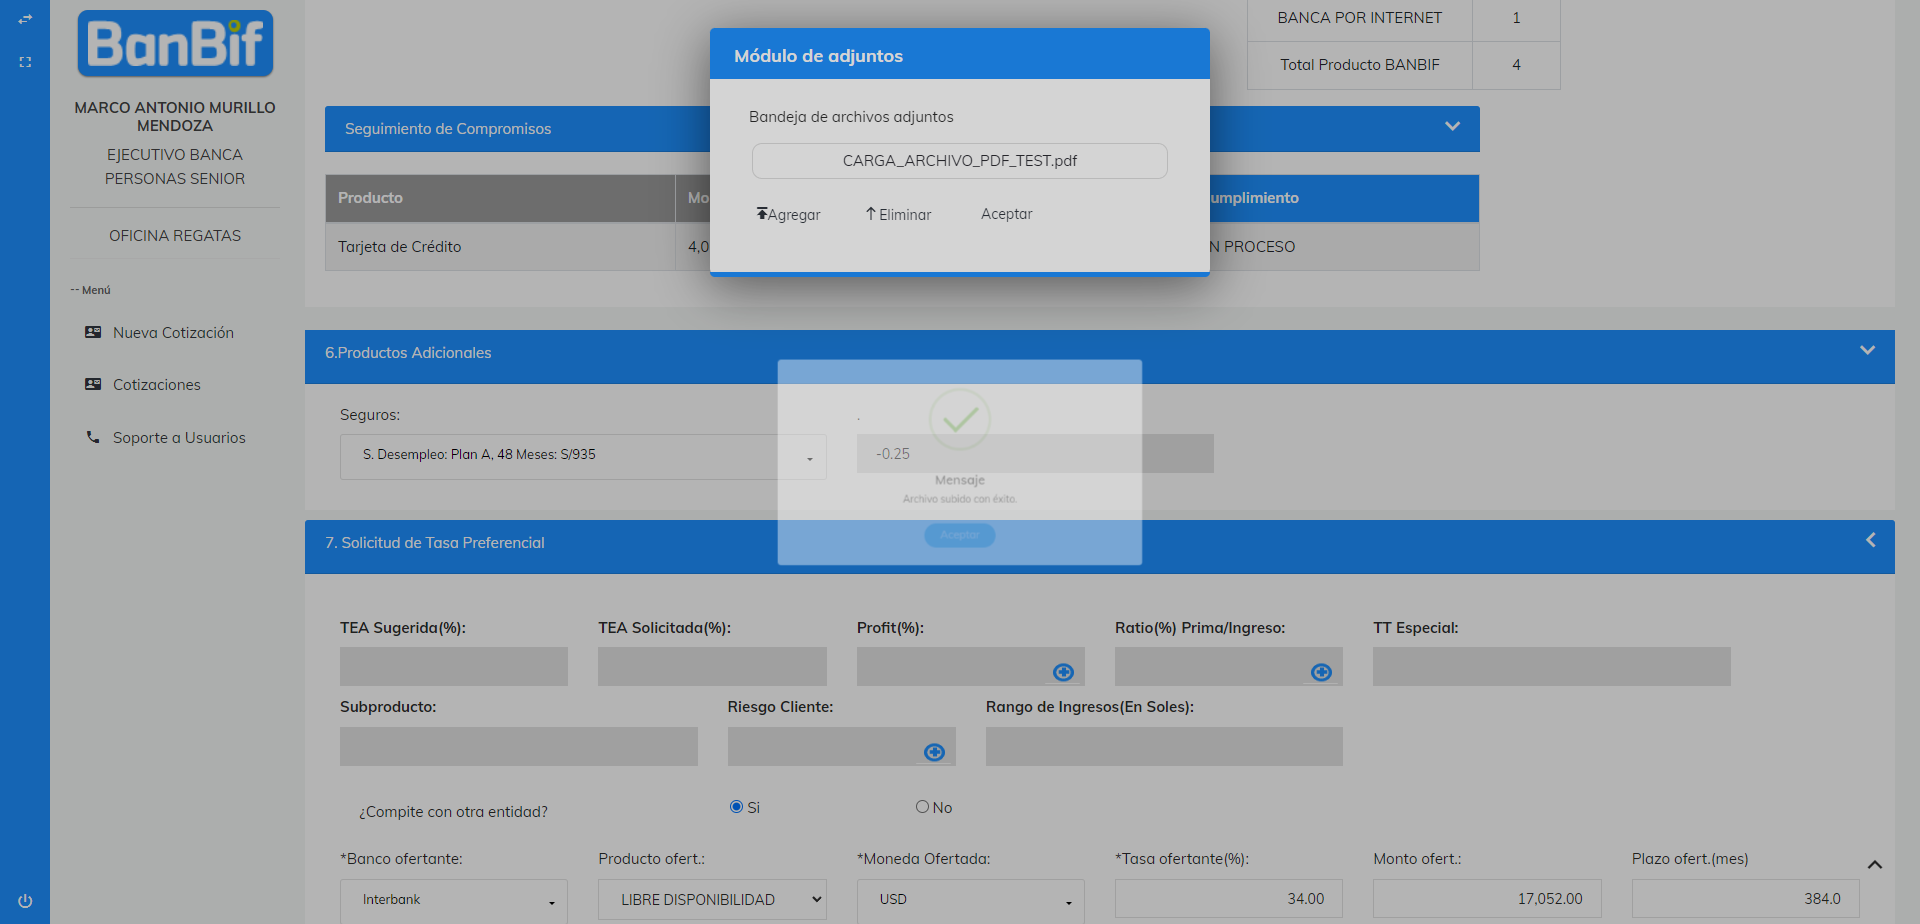 BanBif
MARCO ANTONIO MURILLO
MENDOZA
EJECUTIVO BANCA
PERSONAS SENIOR
OFICINA REGATAS
-- Menú
Nueva Cotización
Cotizaciones
Soporte a Usuarios
BANCA POR INTERNET 1
Total Producto BANBIF 4
Módulo de adjuntos
Bandeja de archivos adjuntos
CARGA_ARCHIVO_PDF_TEST.pdf
Agregar Eliminar Aceptar
Seguimiento de Compromisos
Producto Mo umplimiento
Tarjeta de Crédito 4,0 N PROCESO
6.Productos Adicionales
Seguros: .
S. Desempleo: Plan A, 48 Meses: S/935 -0.25
Mensaje
Archivo subido con éxito.
Aceptar
7. Solicitud de Tasa Preferencial
TEA Sugerida(%): TEA Solicitada(%): Profit(%): Ratio(%) Prima/Ingreso: TT Especial:
Subproducto: Riesgo Cliente: Rango de Ingresos(En Soles):
¿Compite con otra entidad? Si No
*Banco ofertante: Producto ofert.: *Moneda Ofertada: *Tasa ofertante(%): Monto ofert.: Plazo ofert.(mes)
Interbank LIBRE DISPONIBILIDAD USD 34.00 17,052.00 384.0